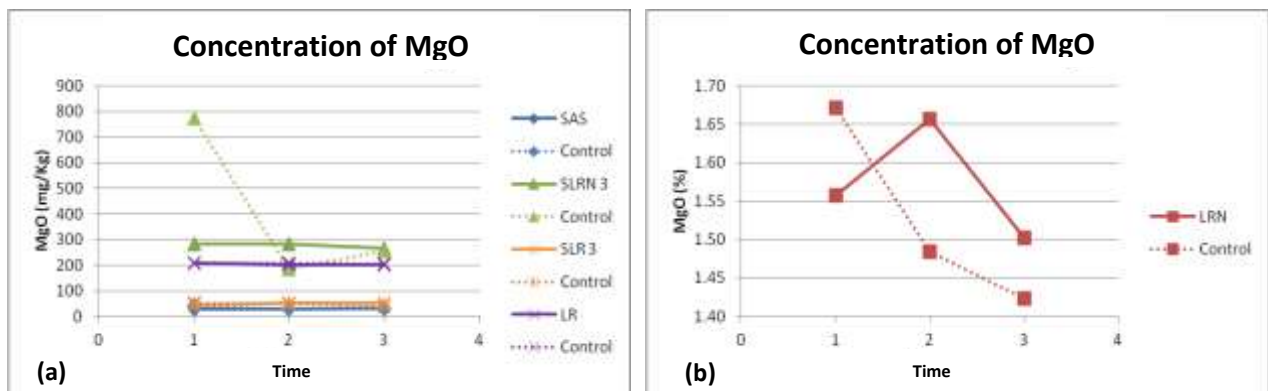 Concentration of MgO
MgO (mg/Kg)
900
800
700
600
500
400
300
200
100
0
0 1 2 3 4
Time
SAS
Control
SLRN 3
Control
SLR 3
Control
LR
Control
(a)
Concentration of MgO
MgO (%)
1.70
1.65
1.60
1.55
1.50
1.45
1.40
0 1 2 3 4
Time
LRN
Control
(b)